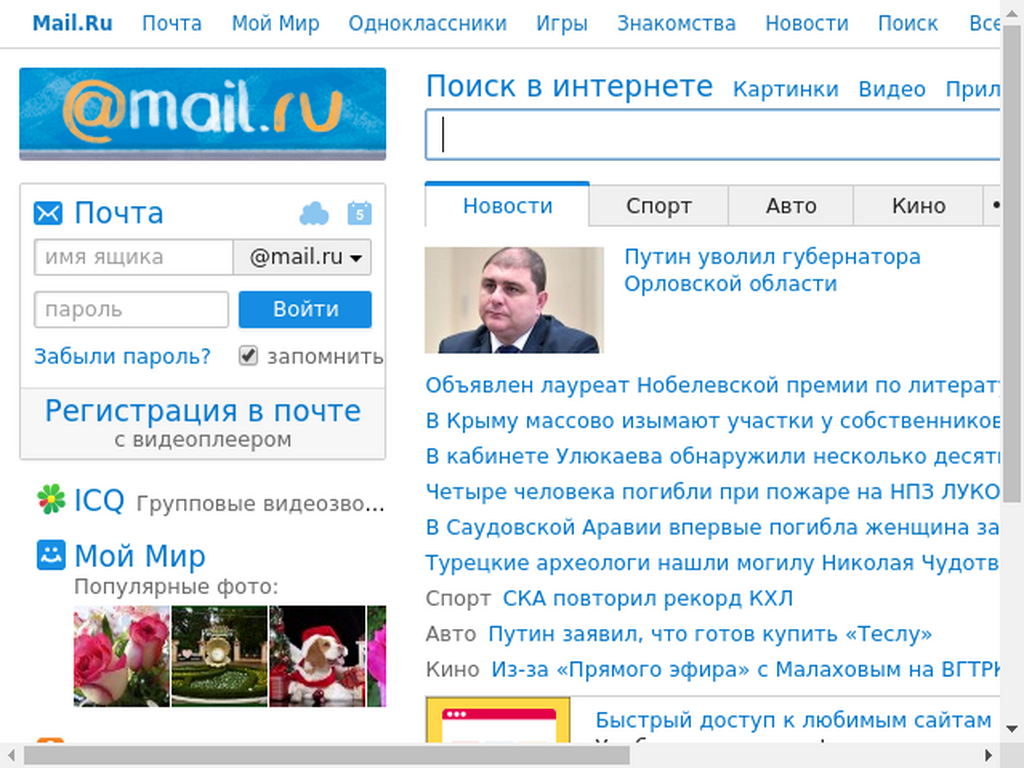 Mail.Ru Почта Мой Мир Одноклассники Игры Знакомства Новости Поиск Все
@mail.ru
Почта 5
имя ящика @mail.ru
пароль Войти
Забыли пароль? запомнить
Регистрация в почте
с видеоплеером
ICQ Групповые видеозво...
Мой Мир
Популярные фото:
Поиск в интернете Картинки Видео Прил
Новости Спорт Авто Кино
Путин уволил губернатора
Орловской области
Объявлен лауреат Нобелевской премии по литерат
В Крыму массово изымают участки у собственников
В кабинете Улюкаева обнаружили несколько десят
Четыре человека погибли при пожаре на НПЗ ЛУКО
В Саудовской Аравии впервые погибла женщина за
Турецкие археологи нашли могилу Николая Чудотв
Спорт СКА повторил рекорд КХЛ
Авто Путин заявил, что готов купить «Теслу»
Кино Из-за «Прямого эфира» с Малаховым на ВГТРК
Быстрый доступ к любимым сайтам